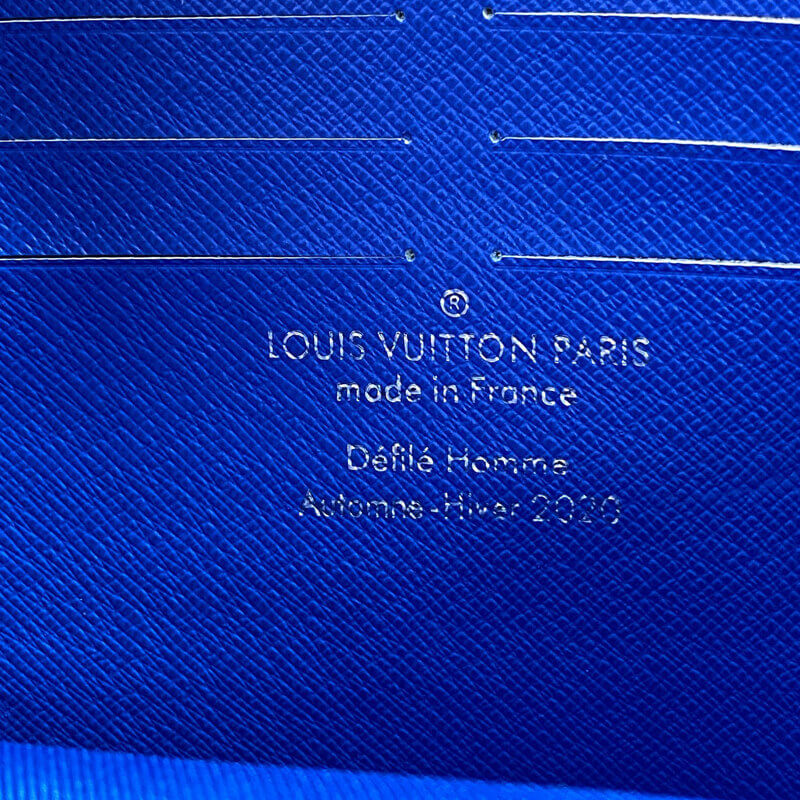 ®
LOUIS VUITTON PARIS
made in France
Défilé Homme
Automne-Hiver 2020